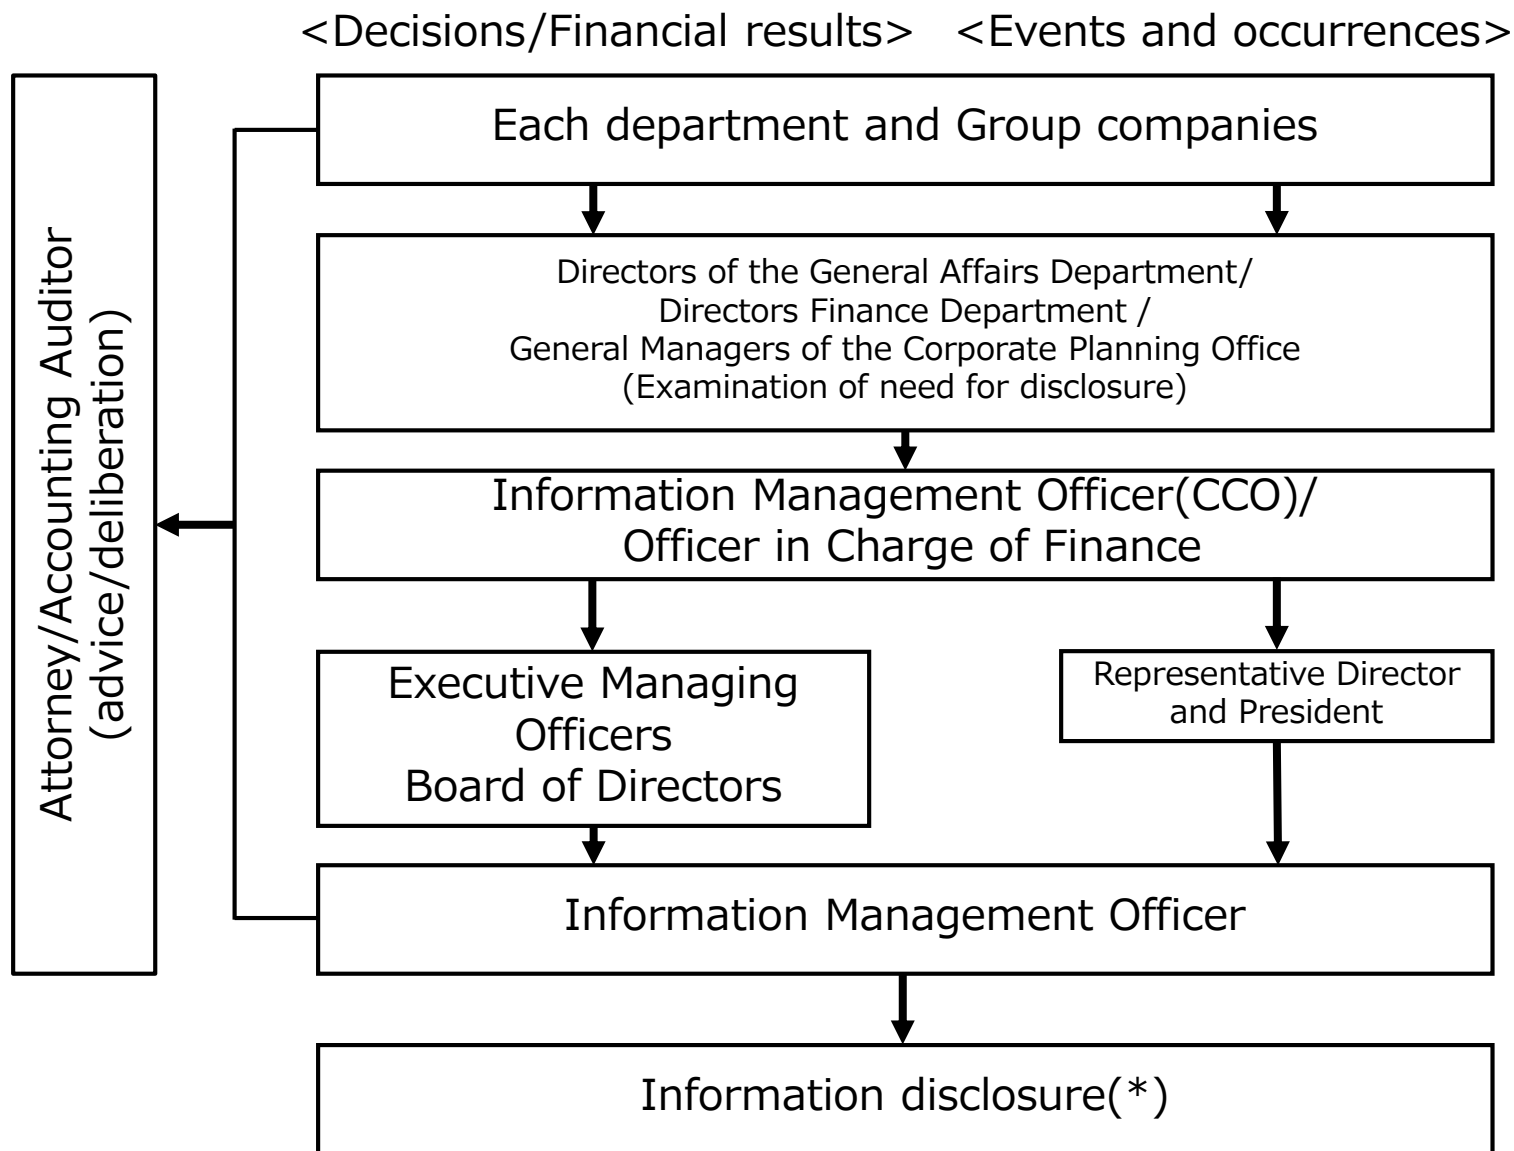 <Decisions/Financial results> <Events and occurrences>
Each department and Group companies
Directors of the General Affairs Department/
Directors Finance Department /
General Managers of the Corporate Planning Office
(Examination of need for disclosure)
Information Management Officer(CCO)/
Officer in Charge of Finance
Executive Managing
Officers
Board of Directors
Representative Director
and President
Information Management Officer
Information disclosure(*)
Attorney/Accounting Auditor
(advice/deliberation)